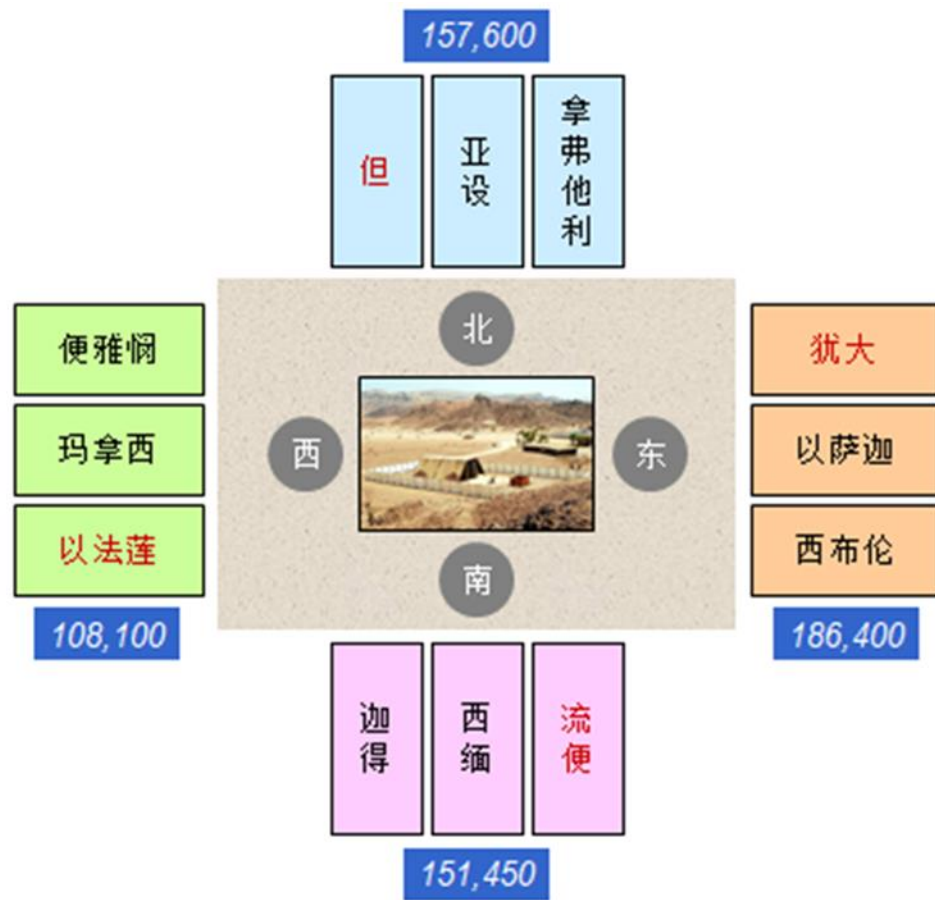 157,600
但
亚设
拿弗他利
便雅悯
玛拿西
以法莲
108,100
北
西
东
南
犹大
以萨迦
西布伦
186,400
迦得
西缅
流便
151,450